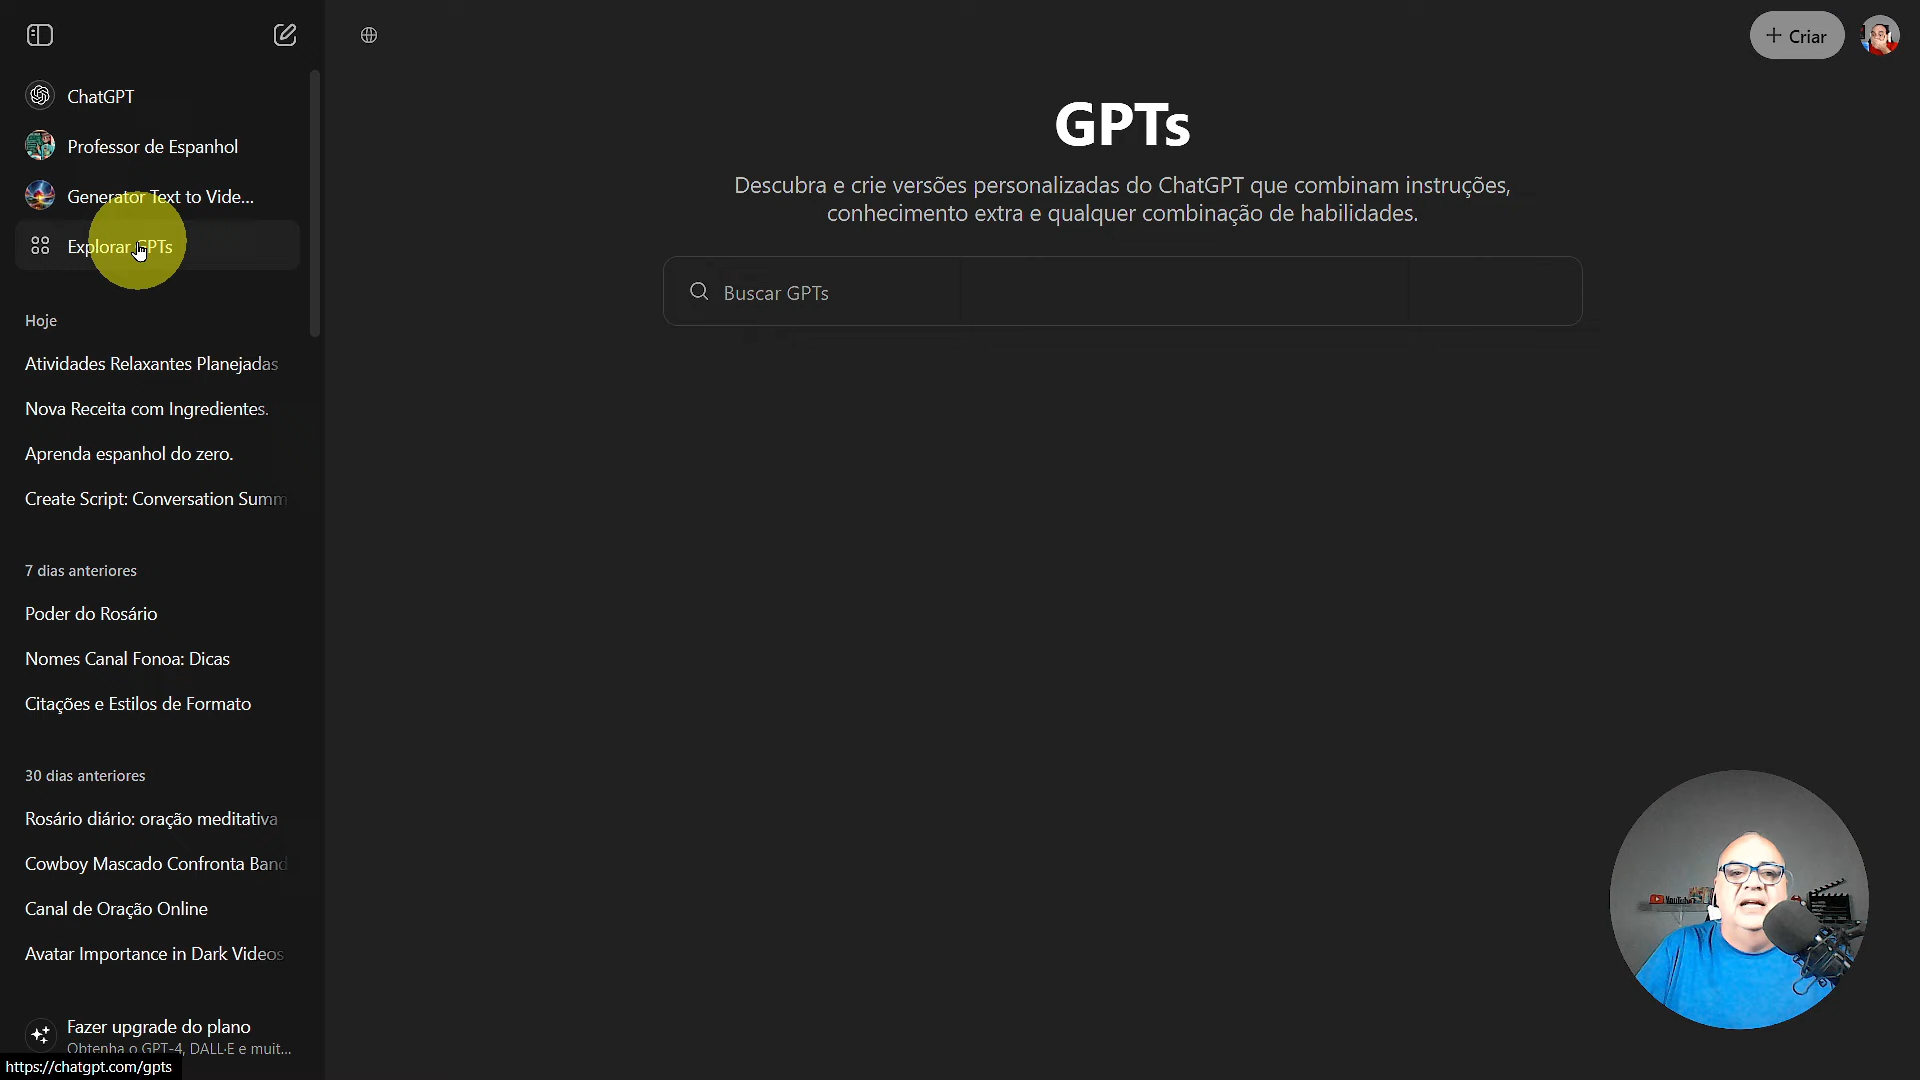 ChatGPT
Professor de Espanhol
Generator Text to Vide...
Explorar GPTs
Hoje
Atividades Relaxantes Planejadas
Nova Receita com Ingredientes.
Aprenda espanhol do zero.
Create Script: Conversation Summ
7 dias anteriores
Poder do Rosário
Nomes Canal Fonoa: Dicas
Citações e Estilos de Formato
30 dias anteriores
Rosário diário: oração meditativa
Cowboy Mascado Confronta Band
Canal de Oração Online
Avatar Importance in Dark Videos
Fazer upgrade do plano
Obtenha o GPT-4, DALL·E e muit...
https://chatgpt.com/gpts
Criar
GPTs
Descubra e crie versões personalizadas do ChatGPT que combinam instruções,
conhecimento extra e qualquer combinação de habilidades.
Buscar GPTs
YouTube